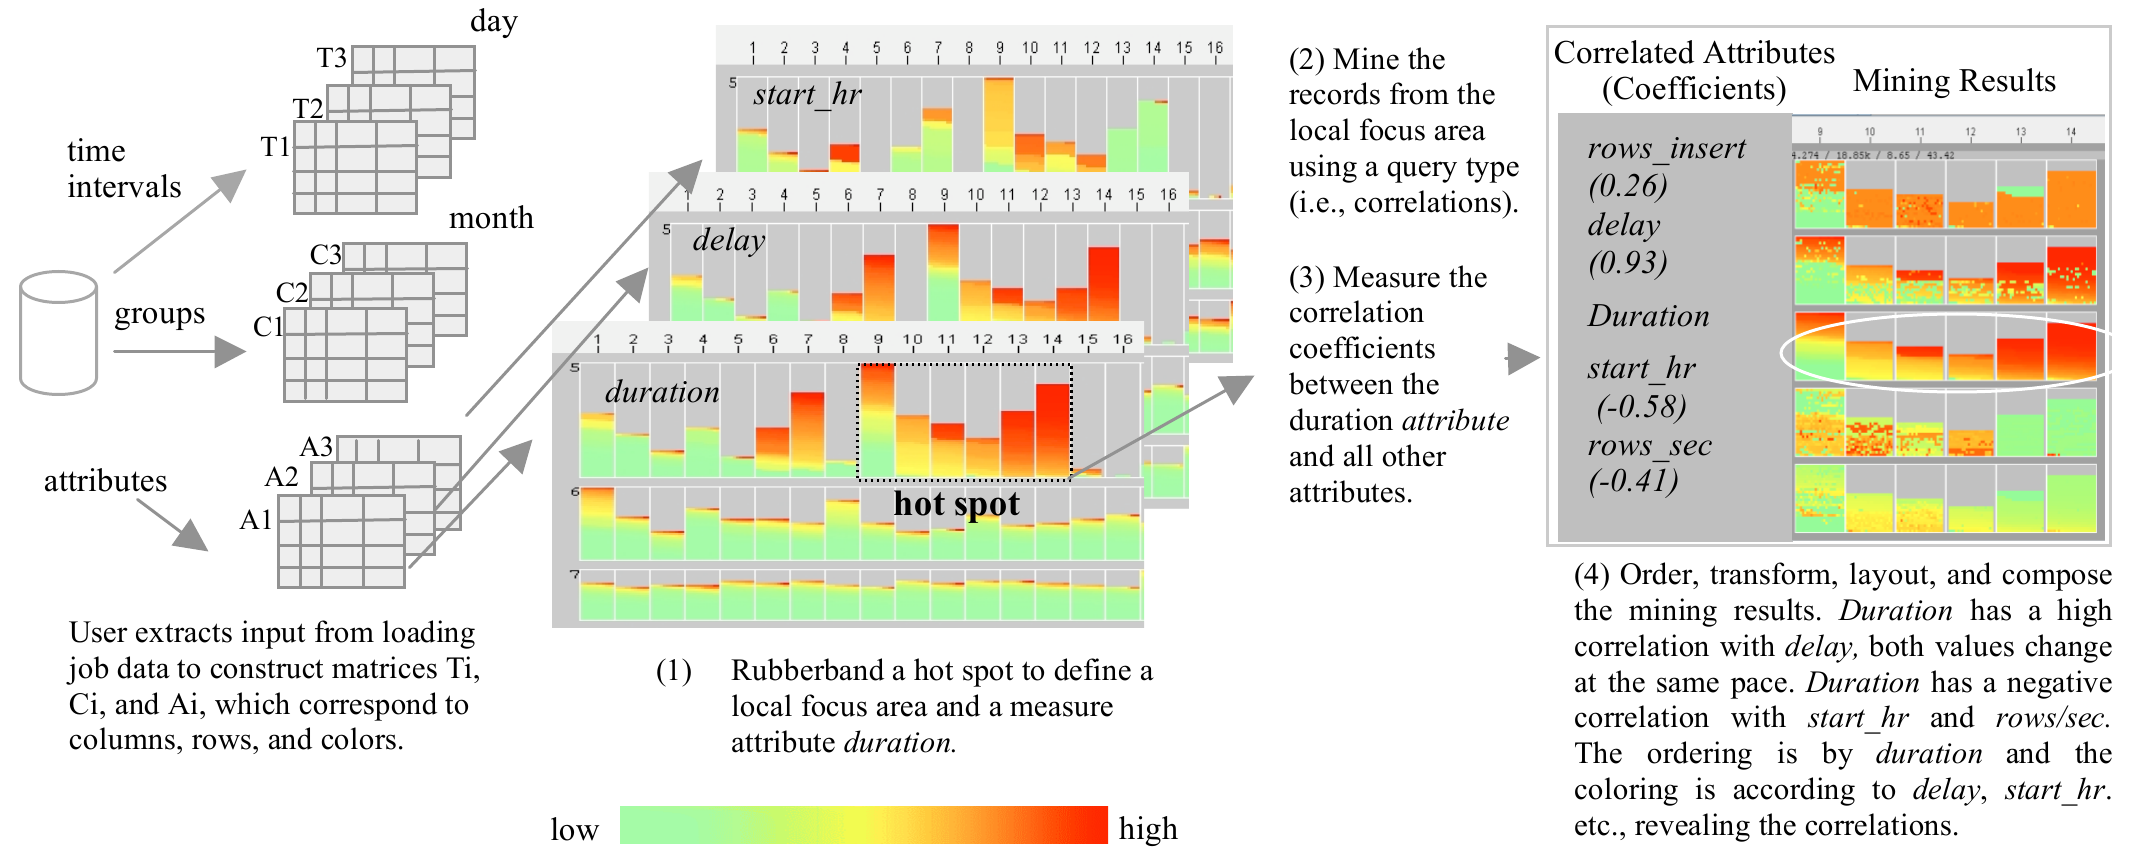 day
T3
T2
T1
time
intervals
month
C3
C2
C1
groups
A3
A2
A1
attributes
User extracts input from loading
job data to construct matrices Ti,
Ci, and Ai, which correspond to
columns, rows, and colors.
1 2 3 4 5 6 7 8 9 10 11 12 13 14 15 16
5
start_hr
1 2 3 4 5 6 7 8 9 10 11 12 13 14 15 16
5
delay
1 2 3 4 5 6 7 8 9 10 11 12 13 14 15 16
5
duration
hot spot
6
7
(1) Rubberband a hot spot to define a
local focus area and a measure
attribute duration.
low
high
(2) Mine the
records from the
local focus area
using a query type
(i.e., correlations).
(3) Measure the
correlation
coefficients
between the
duration attribute
and all other
attributes.
Correlated Attributes
(Coefficients)
Mining Results
9 10 11 12 13 14
4.274 / 18.85k / 8.65 / 43.42
rows_insert
(0.26)
delay
(0.93)
Duration
start_hr
(-0.58)
rows_sec
(-0.41)
(4) Order, transform, layout, and compose
the mining results. Duration has a high
correlation with delay, both values change
at the same pace. Duration has a negative
correlation with start_hr and rows/sec.
The ordering is by duration and the
coloring is according to delay, start_hr.
etc., revealing the correlations.